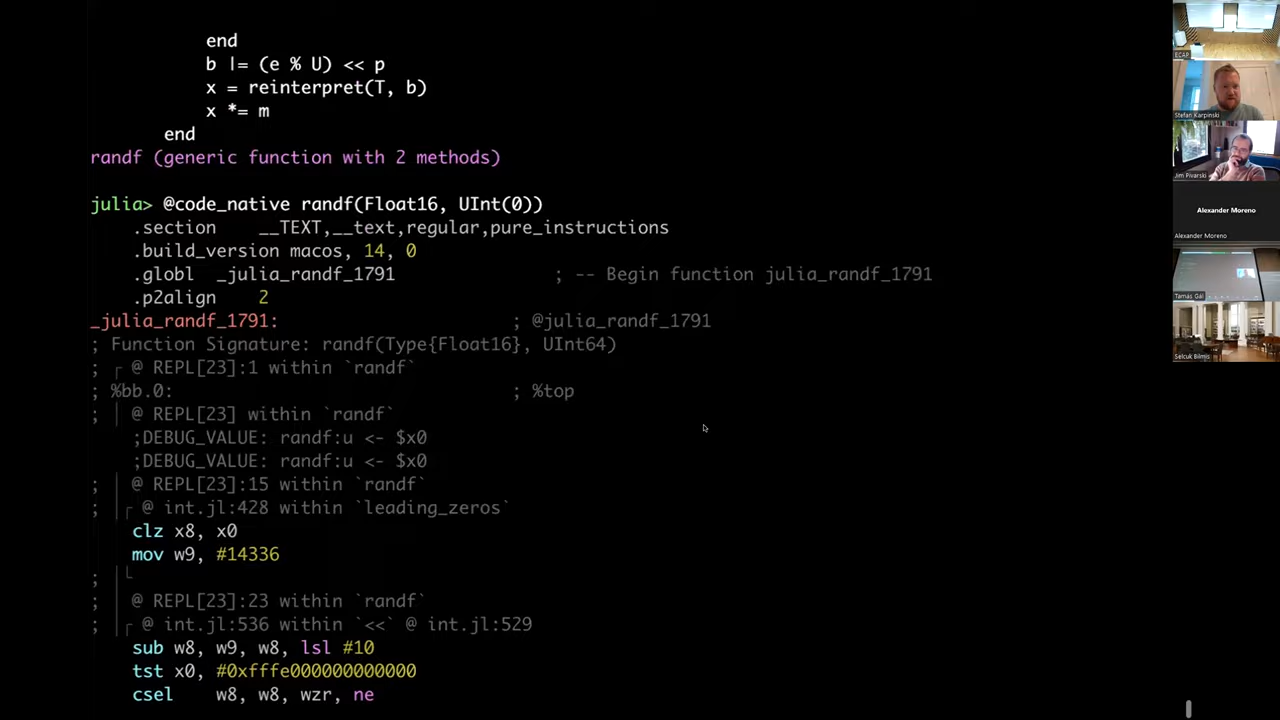 end
b |= (e % U) << p
x = reinterpret(T, b)
x *= m
end
randf (generic function with 2 methods)
julia> @code_native randf(Float16, UInt(0))
.section __TEXT,__text,regular,pure_instructions
.build_version macos, 14, 0
.globl _julia_randf_1791 ; -- Begin function julia_randf_1791
.p2align 2
_julia_randf_1791: ; @julia_randf_1791
; Function Signature: randf(Type{Float16}, UInt64)
; ┌ @ REPL[23]:1 within `randf`
; %bb.0: ; %top
; │ @ REPL[23] within `randf`
;DEBUG_VALUE: randf:u <- $x0
;DEBUG_VALUE: randf:u <- $x0
; │ @ REPL[23]:15 within `randf`
; │┌ @ int.jl:428 within `leading_zeros`
clz x8, x0
mov w9, #14336
; │└
; │ @ REPL[23]:23 within `randf`
; │┌ @ int.jl:536 within `<<` @ int.jl:529
sub w8, w9, w8, lsl #10
tst x0, #0xfffe000000000000
csel w8, w8, wzr, ne
ECAP
Stefan Karpinski
Jim Pivarski
Alexander Moreno
Alexander Moreno
Tamás Gál
Selcuk Bilmis